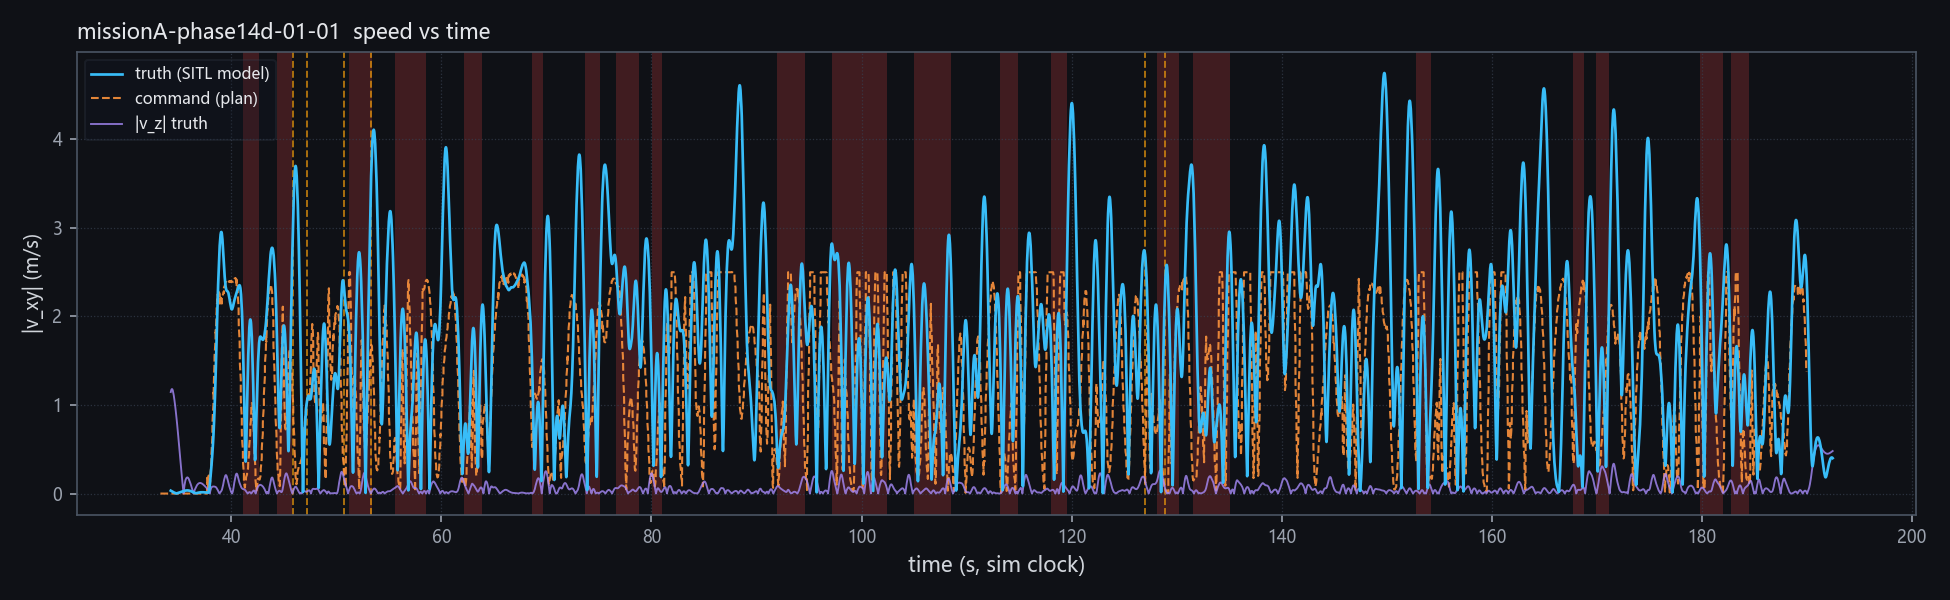 missionA-phase14d-01-01  speed vs time
truth (SITL model)
command (plan)
|v_z| truth
|v_xy| (m/s)
4
3
2
1
0
40
60
80
100
120
140
160
180
200
time (s, sim clock)